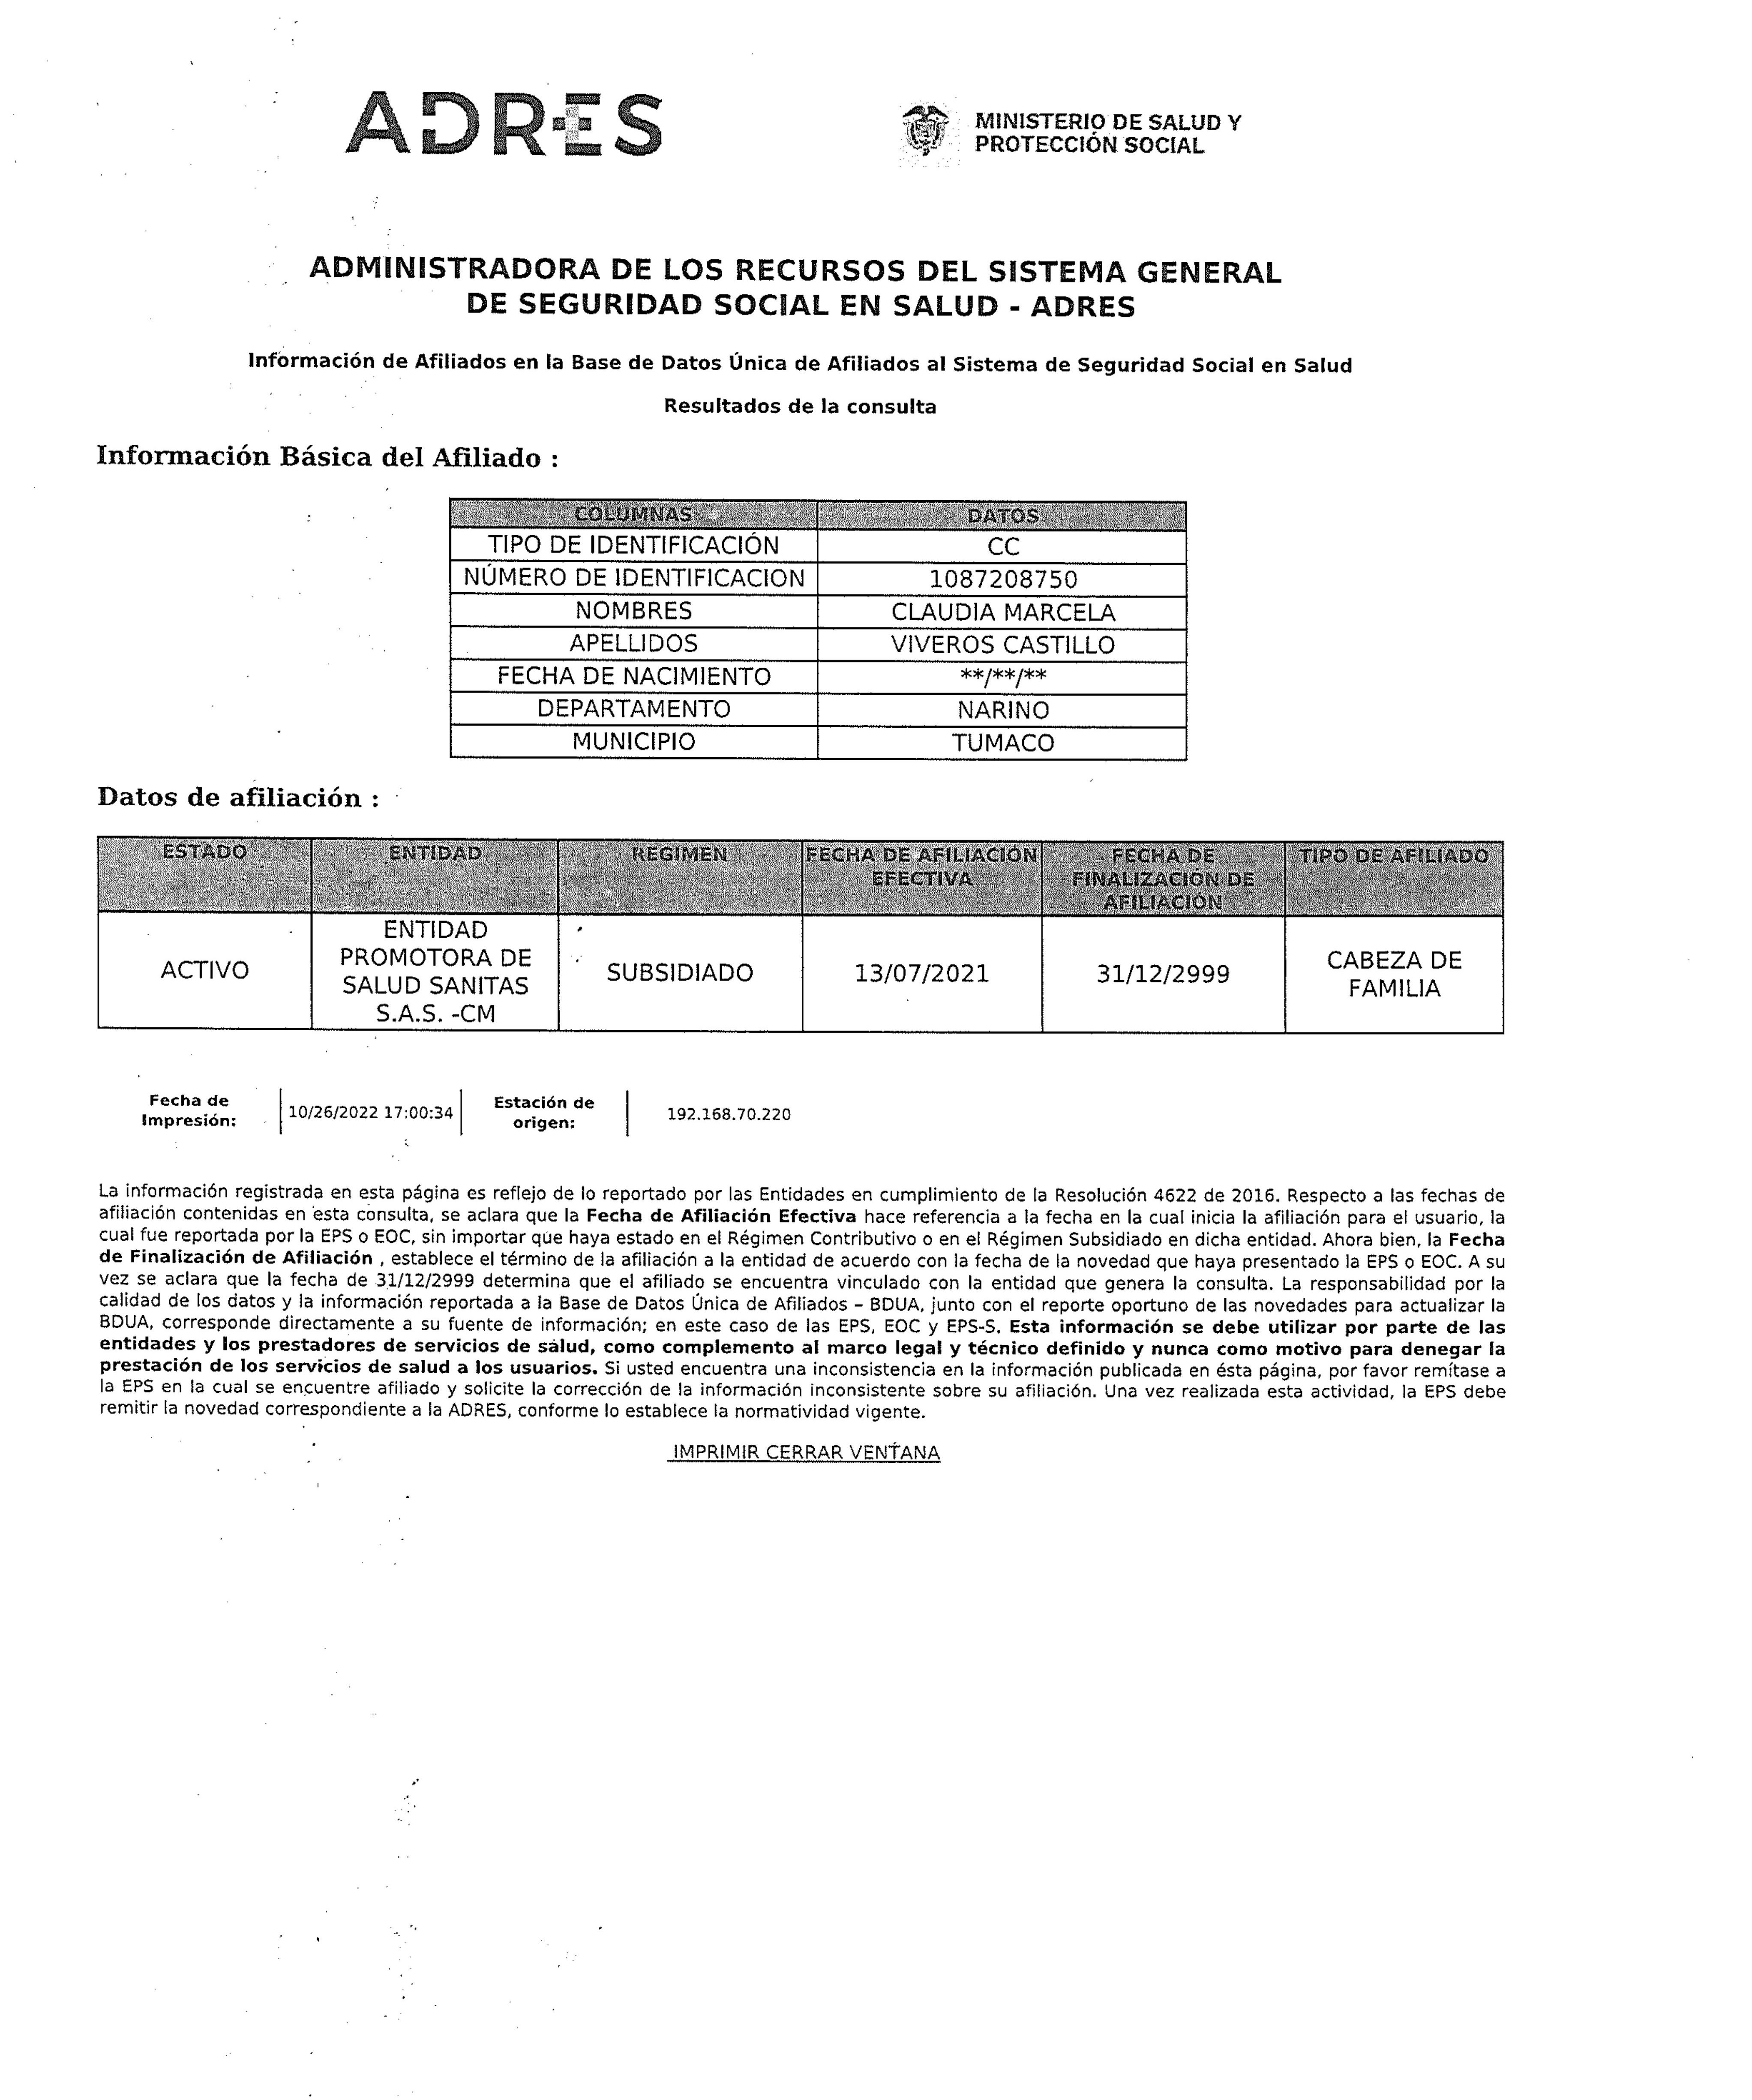 ADRES
MINISTERIO DE SALUD Y
PROTECCIÓN SOCIAL
ADMINISTRADORA DE LOS RECURSOS DEL SISTEMA GENERAL
DE SEGURIDAD SOCIAL EN SALUD - ADRES
Información de Afiliados en la Base de Datos Única de Afiliados al Sistema de Seguridad Social en Salud
Resultados de la consulta
Información Básica del Afiliado :
COLUMNAS DATOS
TIPO DE IDENTIFICACIÓN CC
NÚMERO DE IDENTIFICACION 1087208750
NOMBRES CLAUDIA MARCELA
APELLIDOS VIVEROS CASTILLO
FECHA DE NACIMIENTO **/**/**
DEPARTAMENTO NARINO
MUNICIPIO TUMACO
Datos de afiliación :
ESTADO ENTIDAD REGIMEN FECHA DE AFILIACIÓN EFECTIVA FECHA DE FINALIZACIÓN DE AFILIACIÓN TIPO DE AFILIADO
ACTIVO ENTIDAD PROMOTORA DE SALUD SANITAS S.A.S. -CM SUBSIDIADO 13/07/2021 31/12/2999 CABEZA DE FAMILIA
Fecha de Impresión: 10/26/2022 17:00:34 Estación de origen: 192.168.70.220
La información registrada en esta página es reflejo de lo reportado por las Entidades en cumplimiento de la Resolución 4622 de 2016. Respecto a las fechas de
afiliación contenidas en esta consulta, se aclara que la Fecha de Afiliación Efectiva hace referencia a la fecha en la cual inicia la afiliación para el usuario, la
cual fue reportada por la EPS o EOC, sin importar que haya estado en el Régimen Contributivo o en el Régimen Subsidiado en dicha entidad. Ahora bien, la Fecha
de Finalización de Afiliación , establece el término de la afiliación a la entidad de acuerdo con la fecha de la novedad que haya presentado la EPS o EOC. A su
vez se aclara que la fecha de 31/12/2999 determina que el afiliado se encuentra vinculado con la entidad que genera la consulta. La responsabilidad por la
calidad de los datos y la información reportada a la Base de Datos Única de Afiliados – BDUA, junto con el reporte oportuno de las novedades para actualizar la
BDUA, corresponde directamente a su fuente de información; en este caso de las EPS, EOC y EPS-S. Esta información se debe utilizar por parte de las
entidades y los prestadores de servicios de salud, como complemento al marco legal y técnico definido y nunca como motivo para denegar la
prestación de los servicios de salud a los usuarios. Si usted encuentra una inconsistencia en la información publicada en ésta página, por favor remítase a
la EPS en la cual se encuentre afiliado y solicite la corrección de la información inconsistente sobre su afiliación. Una vez realizada esta actividad, la EPS debe
remitir la novedad correspondiente a la ADRES, conforme lo establece la normatividad vigente.
IMPRIMIR CERRAR VENTANA